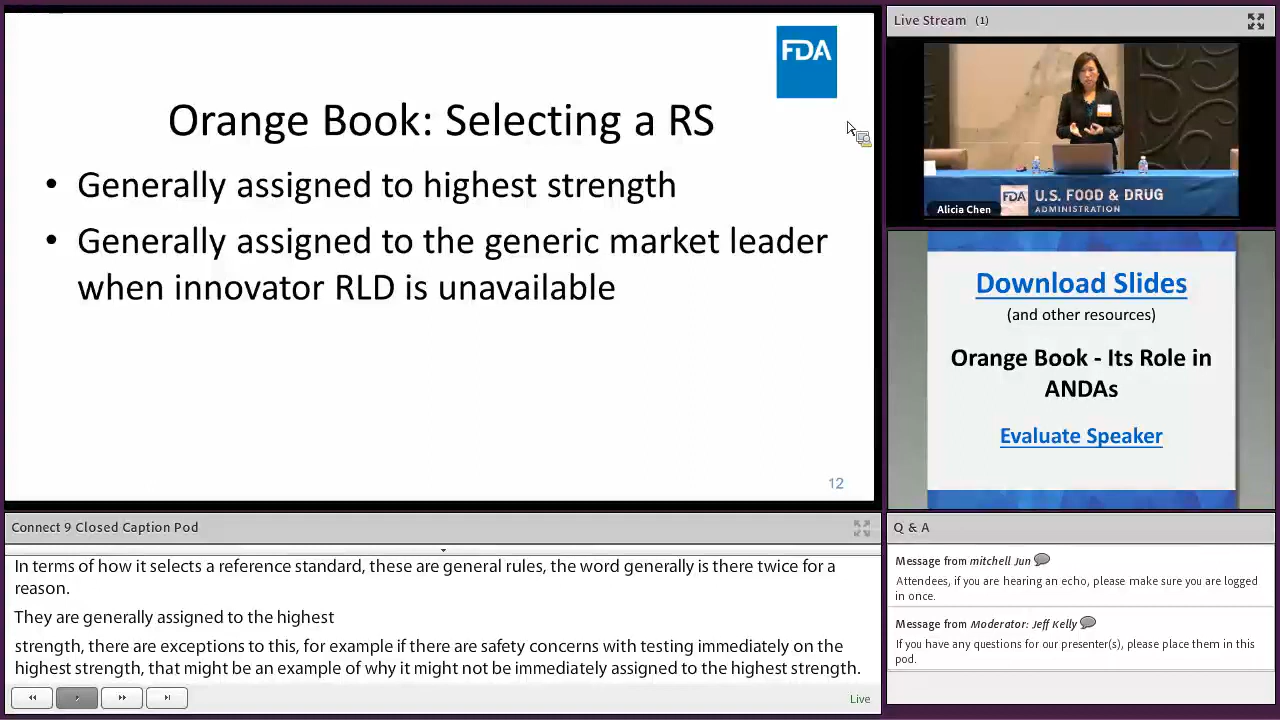 FDA
Orange Book: Selecting a RS
• Generally assigned to highest strength
• Generally assigned to the generic market leader
when innovator RLD is unavailable
12
Live Stream (1)
FDA U.S. FOOD & DRUG
ADMINISTRATION
Alicia Chen
Download Slides
(and other resources)
Orange Book - Its Role in
ANDAs
Evaluate Speaker
Connect 9 Closed Caption Pod
In terms of how it selects a reference standard, these are general rules, the word generally is there twice for a
reason.
They are generally assigned to the highest
strength, there are exceptions to this, for example if there are safety concerns with testing immediately on the
highest strength, that might be an example of why it might not be immediately assigned to the highest strength.
Live
Q & A
Message from mitchell Jun
Attendees, if you are hearing an echo, please make sure you are logged
in once.
Message from Moderator: Jeff Kelly
If you have any questions for our presenter(s), please place them in this
pod.